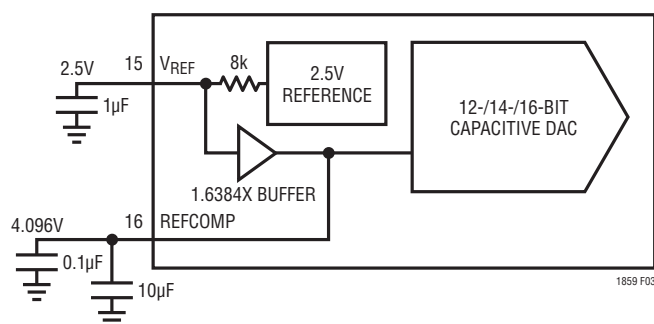 2.5V
15
VREF
8k
2.5V
REFERENCE
1µF
12-/14-/16-BIT
CAPACITIVE DAC
1.6384X BUFFER
4.096V
16
REFCOMP
0.1µF
10µF
1859 F03